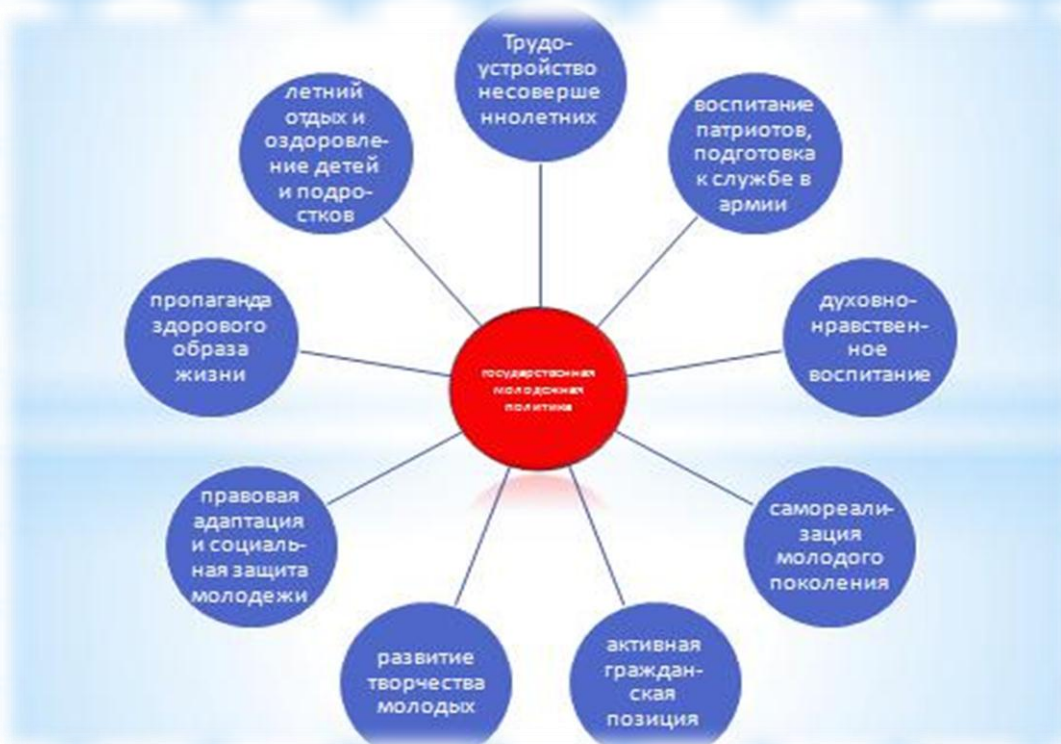 Трудо-
устройство
несоверше
ннолетних
воспитание
патриотов,
подготовка
к службе в
армии
духовно-
нравствен-
ное
воспитание
самореали-
зация
молодого
поколения
активная
граждан-
ская
позиция
развитие
творчества
молодых
правовая
адаптация
и социаль-
ная защита
молодежи
пропаганда
здорового
образа
жизни
летний
отдых и
оздоровле-
ние детей
и подро-
стков
государственная
молодежная
политика